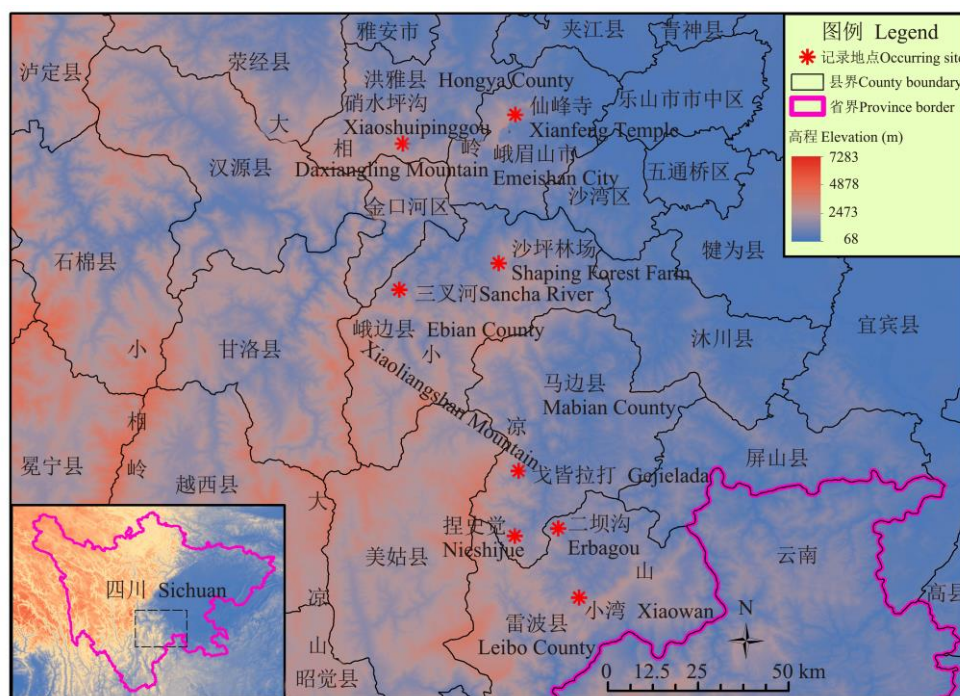 雅安市
夹江县
青神县
泸定县
荥经县
洪雅县 Hongya County
硝水坪沟
Xiaoshuipinggou
仙峰寺
Xianfeng Temple
乐山市市中区
大
相
岭
Daxiangling Mountain
峨眉山市
Emeishan City
汉源县
金口河区
沙湾区
五通桥区
石棉县
沙坪林场
Shaping Forest Farm
犍为县
三叉河Sancha River
宜宾县
峨边县 Ebian County
甘洛县
沐川县
小
相
岭
小
凉
山
Xiaoliangshan Mountain
马边县
Mabian County
冕宁县
越西县
屏山县
戈皆拉打 Gejielada
大
凉
山
捏史觉
Nieshijue
二坝沟
Erbagou
美姑县
云南
高县
小湾 Xiaowan
雷波县
Leibo County
昭觉县
N
0 12.5 25 50 km
四川 Sichuan
图例 Legend
记录地点Occurring site
县界County boundary
省界Province border
高程 Elevation (m)
7283
4878
2473
68